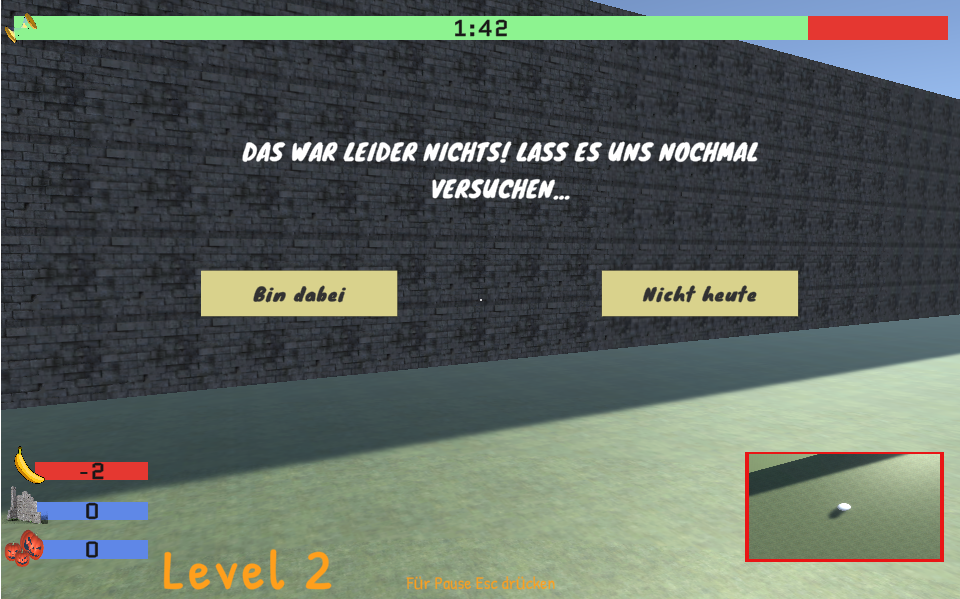 1:42
DAS WAR LEIDER NICHTS! LASS ES UNS NOCHMAL
VERSUCHEN...
Bin dabei
Nicht heute
-2
0
0
Level 2
Für Pause Esc drücken